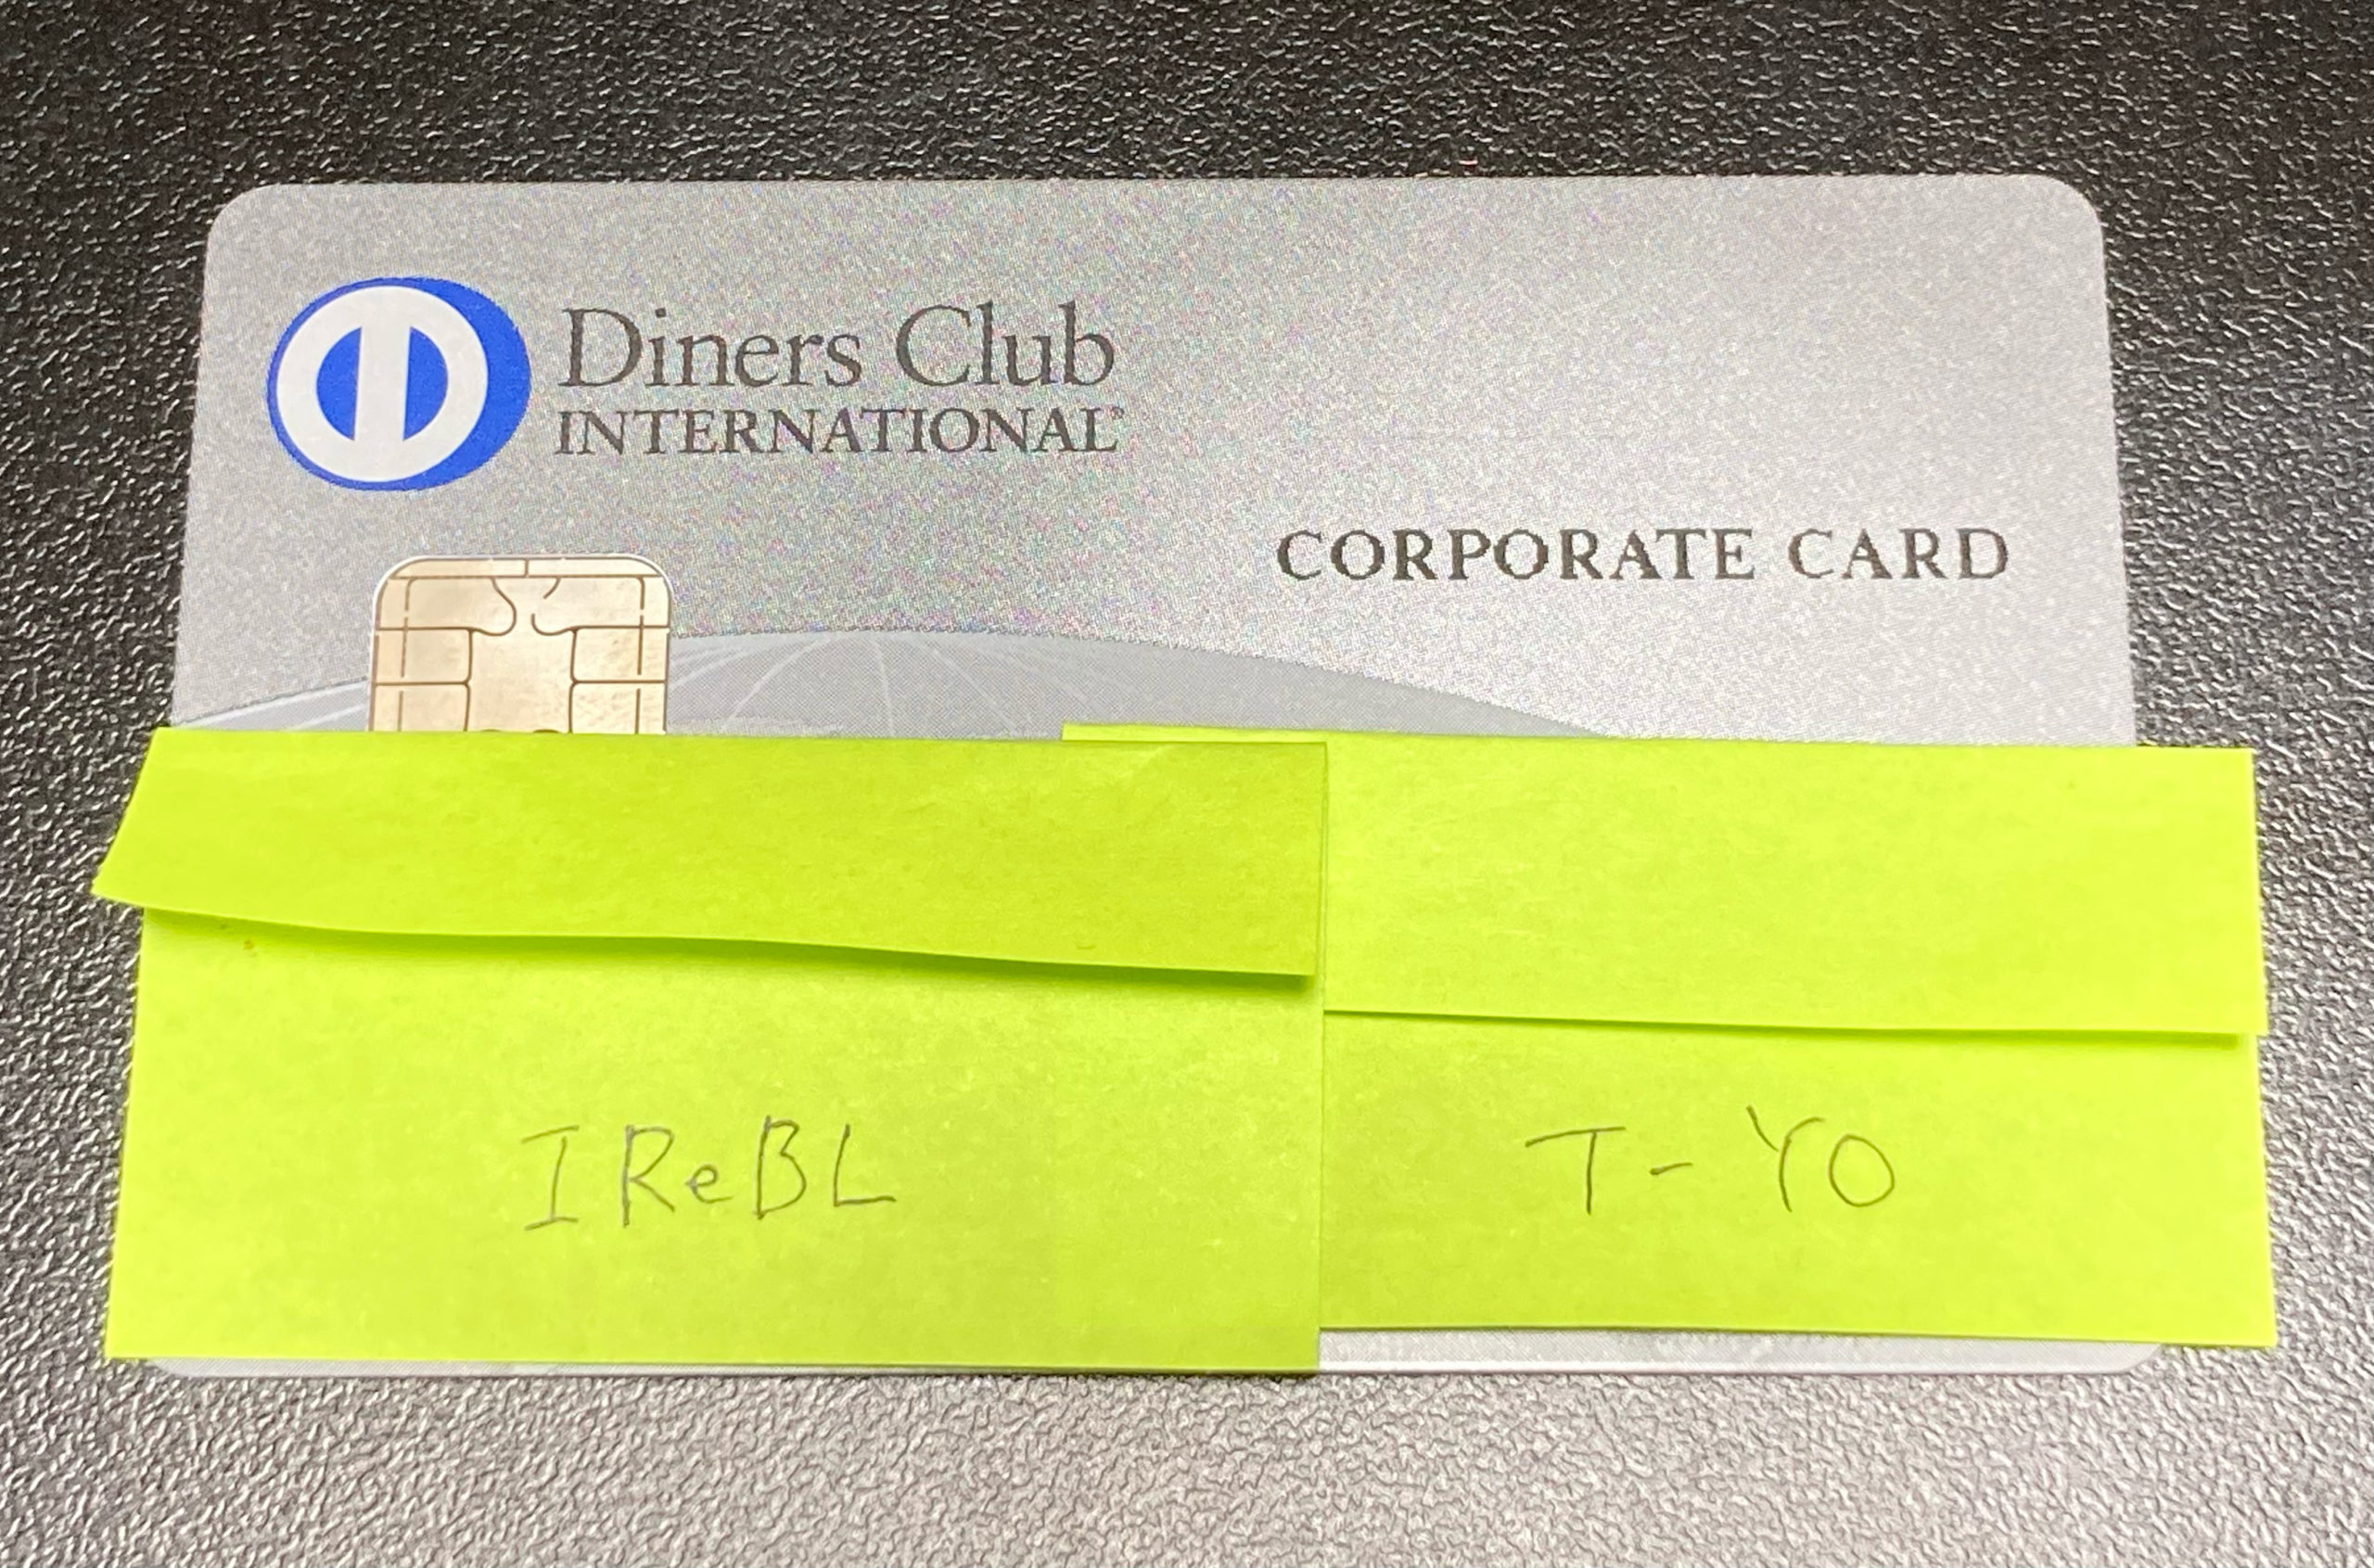 Diners Club
INTERNATIONAL®
CORPORATE CARD
IReBL
T-YO